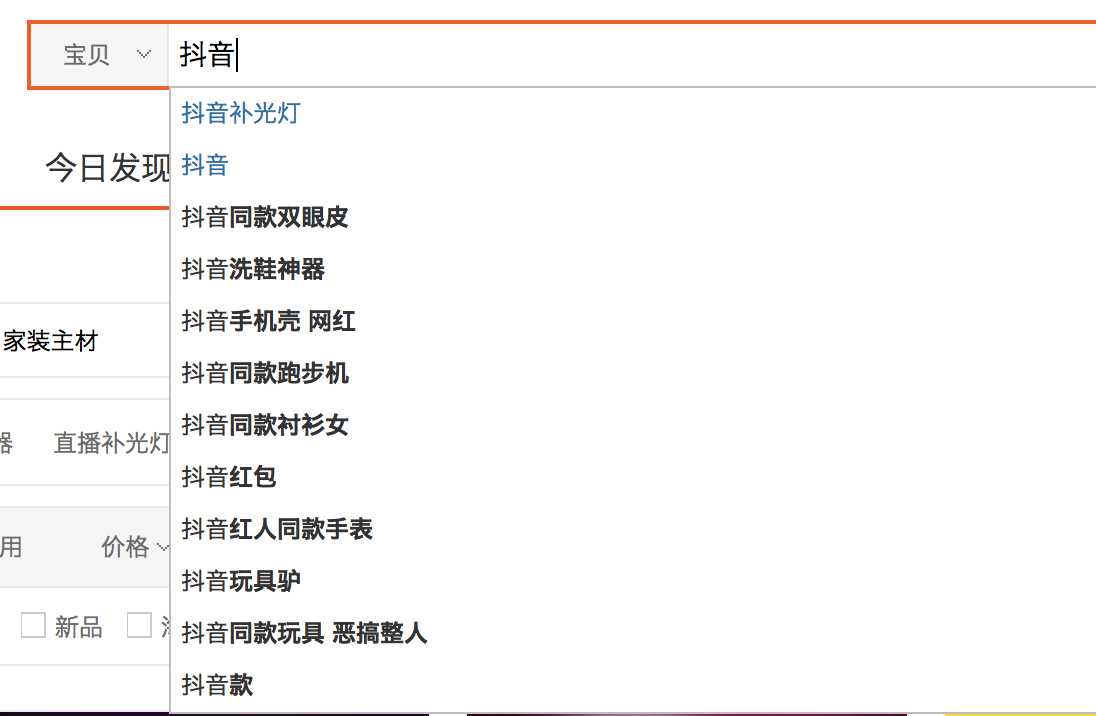 宝贝 抖音
抖音补光灯
抖音
今日发现
抖音同款双眼皮
抖音洗鞋神器
抖音手机壳 网红
家装主材
抖音同款跑步机
抖音同款衬衫女
器 直播补光灯
抖音红包
抖音红人同款手表
用 价格
抖音玩具驴
新品
抖音同款玩具 恶搞整人
抖音款